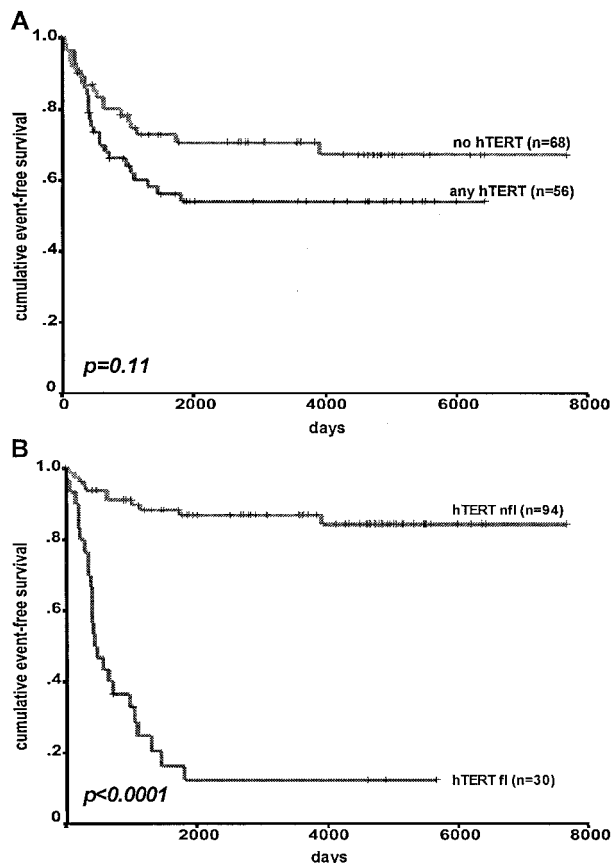 A
cumulative event-free survival
1.0
.8
.6
.4
.2
0
no hTERT (n=68)
any hTERT (n=56)
p=0.11
0 2000 4000 6000 8000
days
B
cumulative event-free survival
1.0
.8
.6
.4
.2
0
hTERT nfl (n=94)
hTERT fl (n=30)
p<0.0001
2000 4000 6000 8000
days